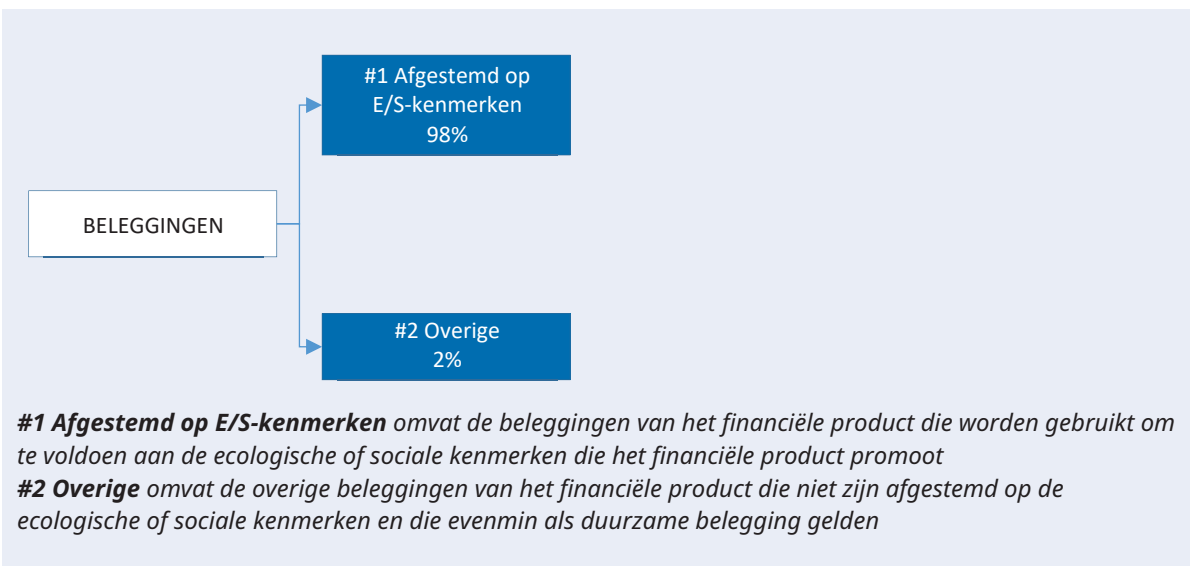 #1 Afgestemd op
E/S-kenmerken
98%
BELEGGINGEN
#2 Overige
2%
#1 Afgestemd op E/S-kenmerken omvat de beleggingen van het financiële product die worden gebruikt om
te voldoen aan de ecologische of sociale kenmerken die het financiële product promoot
#2 Overige omvat de overige beleggingen van het financiële product die niet zijn afgestemd op de
ecologische of sociale kenmerken en die evenmin als duurzame belegging gelden